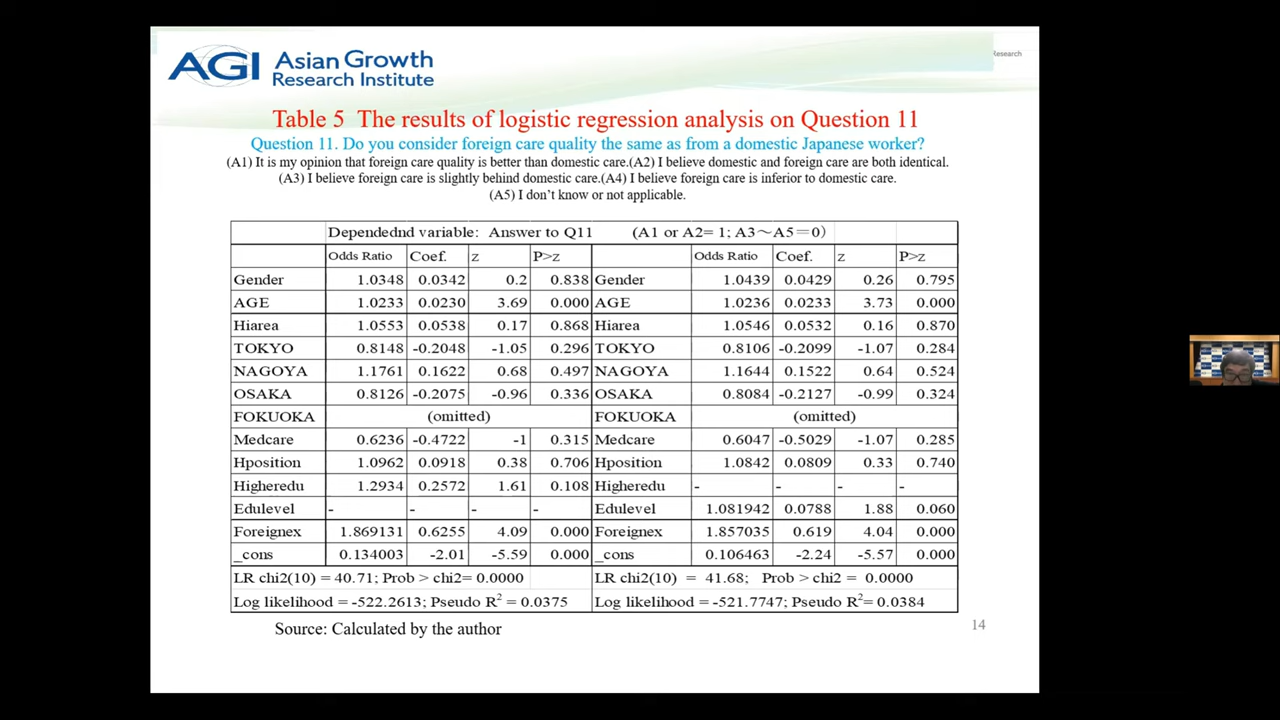 AGI Asian Growth Research Institute
Research
Table 5 The results of logistic regression analysis on Question 11
Question 11. Do you consider foreign care quality the same as from a domestic Japanese worker?
(A1) It is my opinion that foreign care quality is better than domestic care.(A2) I believe domestic and foreign care are both identical.
(A3) I believe foreign care is slightly behind domestic care.(A4) I believe foreign care is inferior to domestic care.
(A5) I don't know or not applicable.
Dependednd variable: Answer to Q11 (A1 or A2= 1; A3～A5＝0)
Odds Ratio Coef. z P>z Odds Ratio Coef. z P>z
Gender 1.0348 0.0342 0.2 0.838 Gender 1.0439 0.0429 0.26 0.795
AGE 1.0233 0.0230 3.69 0.000 AGE 1.0236 0.0233 3.73 0.000
Hiarea 1.0553 0.0538 0.17 0.868 Hiarea 1.0546 0.0532 0.16 0.870
TOKYO 0.8148 -0.2048 -1.05 0.296 TOKYO 0.8106 -0.2099 -1.07 0.284
NAGOYA 1.1761 0.1622 0.68 0.497 NAGOYA 1.1644 0.1522 0.64 0.524
OSAKA 0.8126 -0.2075 -0.96 0.336 OSAKA 0.8084 -0.2127 -0.99 0.324
FOKUOKA (omitted) FOKUOKA (omitted)
Medcare 0.6236 -0.4722 -1 0.315 Medcare 0.6047 -0.5029 -1.07 0.285
Hposition 1.0962 0.0918 0.38 0.706 Hposition 1.0842 0.0809 0.33 0.740
Higheredu 1.2934 0.2572 1.61 0.108 Higheredu - - - -
Edulevel - - - - Edulevel 1.081942 0.0788 1.88 0.060
Foreignex 1.869131 0.6255 4.09 0.000 Foreignex 1.857035 0.619 4.04 0.000
_cons 0.134003 -2.01 -5.59 0.000 _cons 0.106463 -2.24 -5.57 0.000
LR chi2(10) = 40.71; Prob > chi2= 0.0000 LR chi2(10) = 41.68; Prob > chi2 = 0.0000
Log likelihood = -522.2613; Pseudo R² = 0.0375 Log likelihood = -521.7747; Pseudo R²= 0.0384
Source: Calculated by the author
14